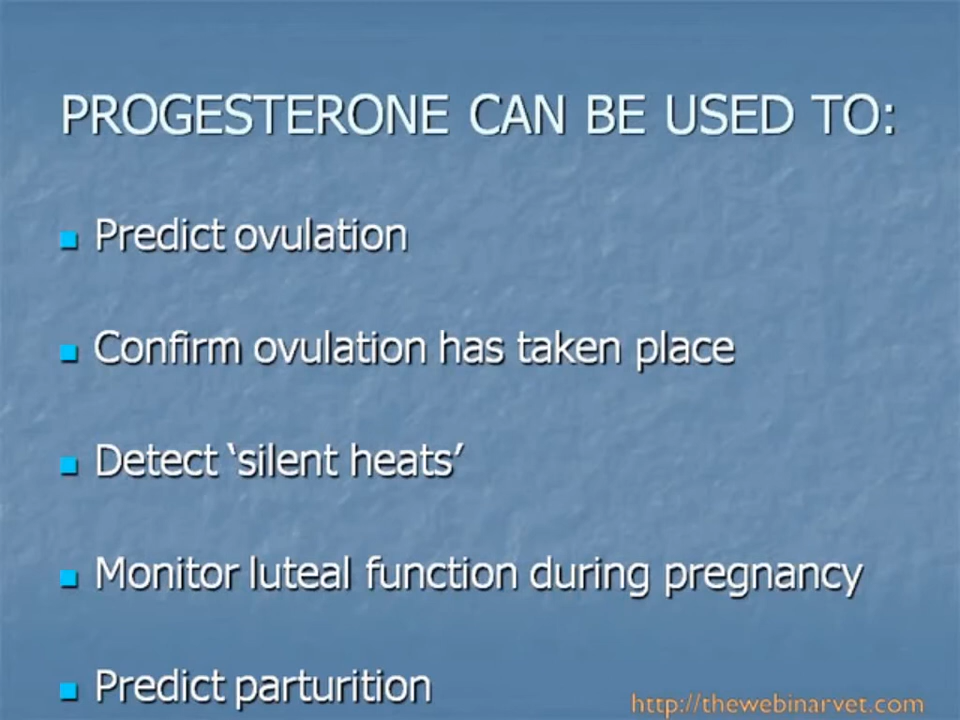 PROGESTERONE CAN BE USED TO:
Predict ovulation
Confirm ovulation has taken place
Detect ‘silent heats’
Monitor luteal function during pregnancy
Predict parturition
http://thewebinarvet.com